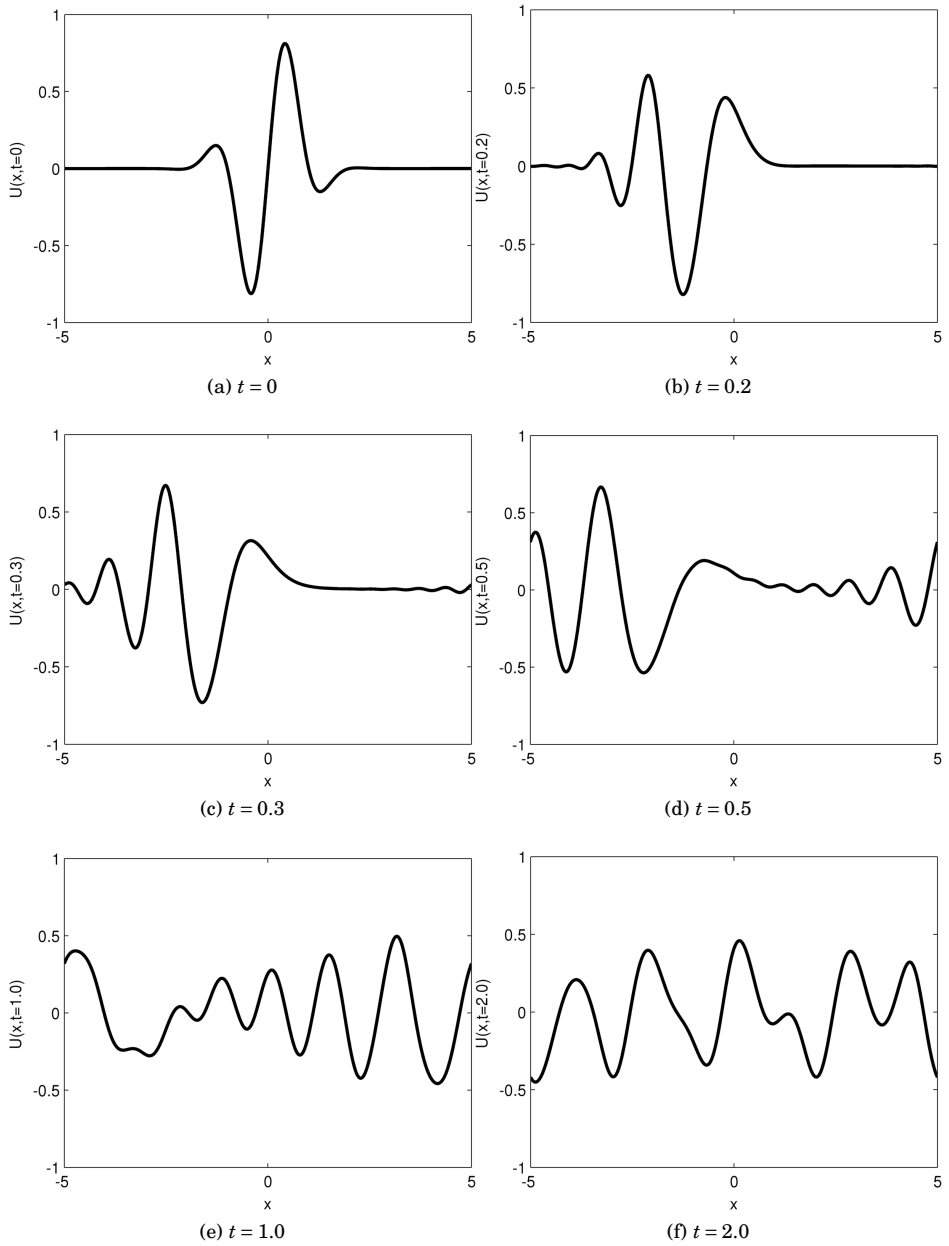 1
0.5
0
-0.5
-1
U(x,t=0)
-5
0
5
x
(a) t = 0
1
0.5
0
-0.5
-1
U(x,t=0.2)
-5
0
5
x
(b) t = 0.2
1
0.5
0
-0.5
-1
U(x,t=0.3)
-5
0
5
x
(c) t = 0.3
1
0.5
0
-0.5
-1
U(x,t=0.5)
-5
0
5
x
(d) t = 0.5
1
0.5
0
-0.5
-1
U(x,t=1.0)
-5
0
5
x
(e) t = 1.0
1
0.5
0
-0.5
-1
U(x,t=2.0)
-5
0
5
x
(f) t = 2.0